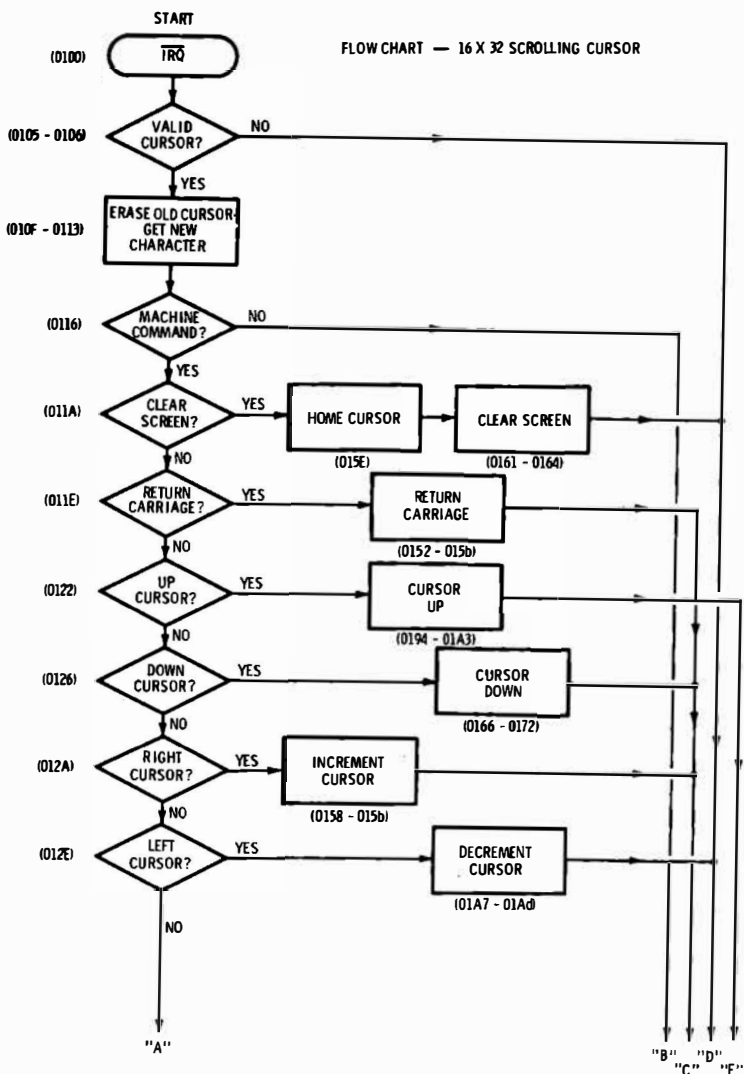 START
FLOW CHART — 16 X 32 SCROLLING CURSOR
(0100)
IRQ
(0105 - 0106)
VALID
CURSOR?
NO
YES
(010F - 0113)
ERASE OLD CURSOR-
GET NEW
CHARACTER
(0116)
MACHINE
COMMAND?
NO
YES
(011A)
CLEAR
SCREEN?
YES
HOME CURSOR
CLEAR SCREEN
(015E)
(0161 - 0164)
NO
(011E)
RETURN
CARRIAGE?
YES
RETURN
CARRIAGE
(0152 - 015b)
NO
(0122)
UP
CURSOR?
YES
CURSOR
UP
(0194 - 01A3)
NO
(0126)
DOWN
CURSOR?
YES
CURSOR
DOWN
(0166 - 0172)
NO
(012A)
RIGHT
CURSOR?
YES
INCREMENT
CURSOR
(0158 - 015b)
NO
(012E)
LEFT
CURSOR?
YES
DECREMENT
CURSOR
(01A7 - 01Ad)
NO
"A"
"B"
"C"
"D"
"E"